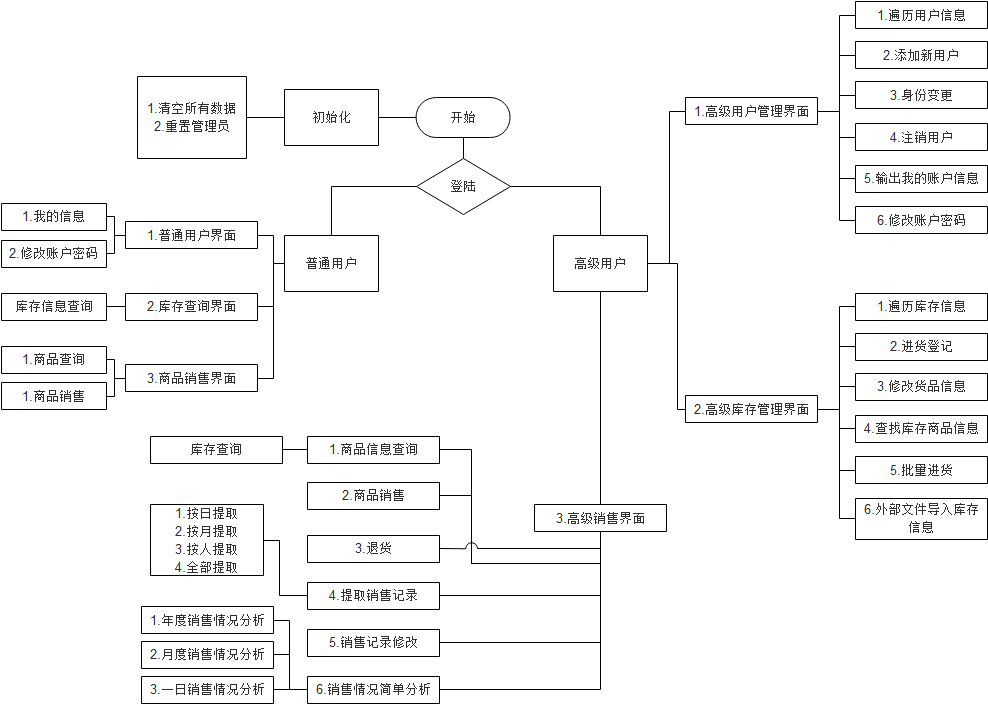 1.清空所有数据
2.重置管理员
初始化
开始
登陆
普通用户
1.普通用户界面
1.我的信息
2.修改账户密码
2.库存查询界面
库存信息查询
3.商品销售界面
1.商品查询
1.商品销售
高级用户
1.高级用户管理界面
1.遍历用户信息
2.添加新用户
3.身份变更
4.注销用户
5.输出我的账户信息
6.修改账户密码
2.高级库存管理界面
1.遍历库存信息
2.进货登记
3.修改货品信息
4.查找库存商品信息
5.批量进货
6.外部文件导入库存
信息
3.高级销售界面
1.商品信息查询
库存查询
2.商品销售
3.退货
4.提取销售记录
1.按日提取
2.按月提取
3.按人提取
4.全部提取
5.销售记录修改
6.销售情况简单分析
1.年度销售情况分析
2.月度销售情况分析
3.一日销售情况分析